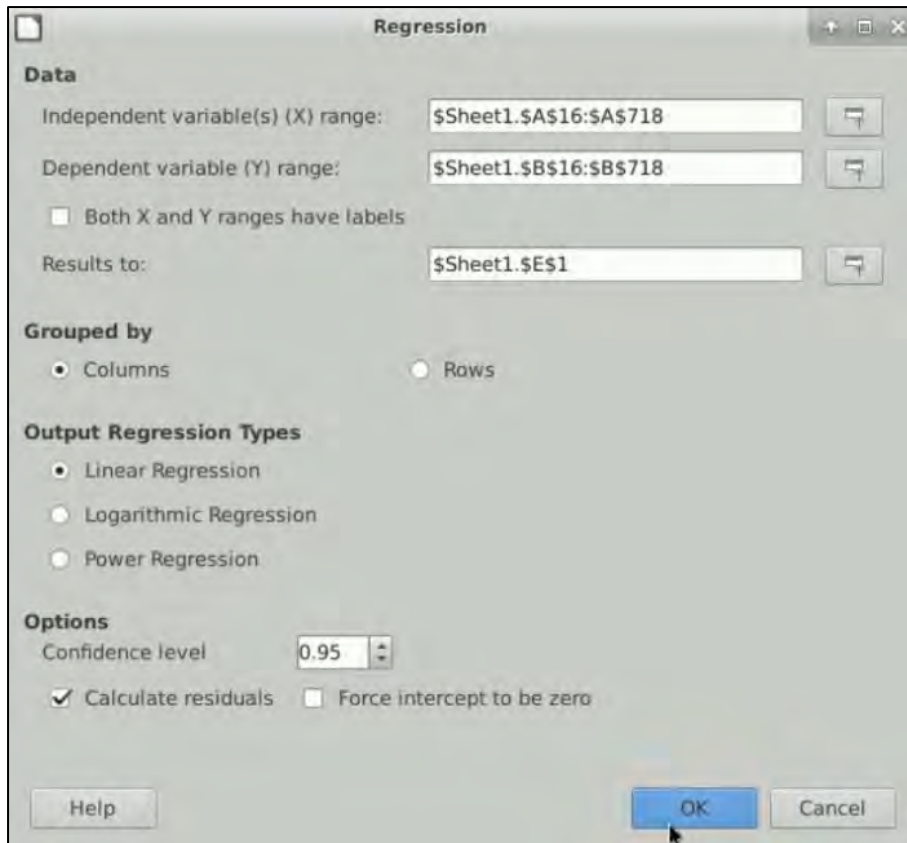 Regression
Data
Independent variable(s) (X) range: $Sheet1.$A$16:$A$718
Dependent variable (Y) range: $Sheet1.$B$16:$B$718
Both X and Y ranges have labels
Results to: $Sheet1.$E$1
Grouped by
Columns Rows
Output Regression Types
Linear Regression
Logarithmic Regression
Power Regression
Options
Confidence level 0.95
Calculate residuals Force intercept to be zero
Help OK Cancel